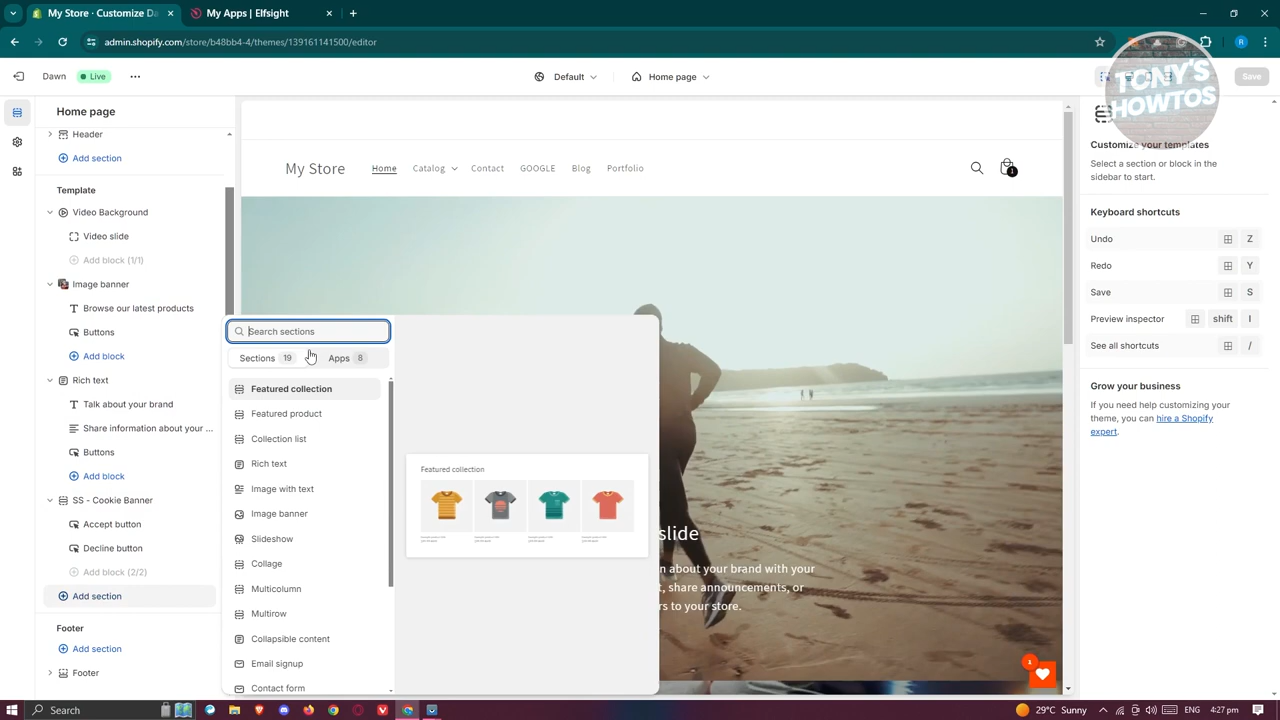 My Store · Customize Da
My Apps | Elfsight
admin.shopify.com/store/b48bb4-4/themes/139161141500/editor
R
Dawn
Live
Default
Home page
Save
TONY'S
HOWTOS
Home page
Header
Add section
Template
Video Background
Video slide
Add block (1/1)
Image banner
Browse our latest products
Buttons
Add block
Rich text
Talk about your brand
Share information about your ...
Buttons
Add block
SS - Cookie Banner
Accept button
Decline button
Add block (2/2)
Add section
Footer
Add section
Footer
Search sections
Sections 19
Apps 8
Featured collection
Featured product
Collection list
Rich text
Image with text
Image banner
Slideshow
Collage
Multicolumn
Multirow
Collapsible content
Email signup
Contact form
Featured collection
My Store
Home
Catalog
Contact
GOOGLE
Blog
Portfolio
1
slide
n about your brand with your
t, share announcements, or
rs to your store.
1
Customize your templates
Select a section or block in the
sidebar to start.
Keyboard shortcuts
Undo Z
Redo Y
Save S
Preview inspector shift I
See all shortcuts /
Grow your business
If you need help customizing your
theme, you can hire a Shopify
expert.
Search
29°C Sunny
ENG
4:27 pm